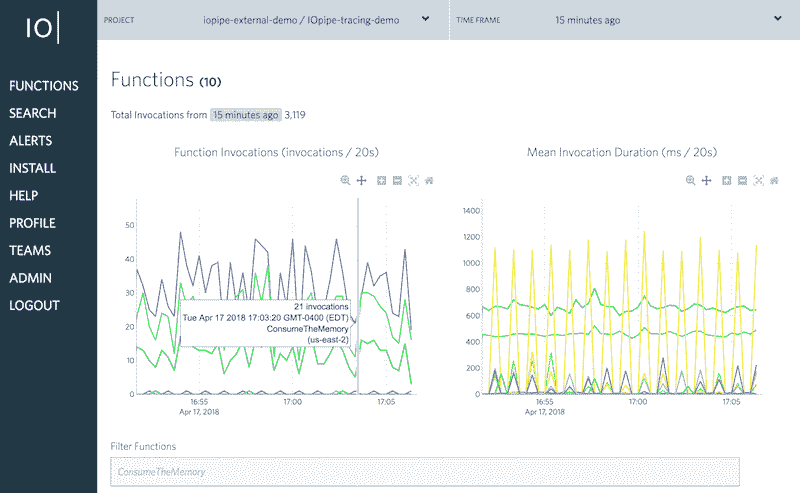 IO|
PROJECT
iopipe-external-demo / IOpipe-tracing-demo
TIME FRAME
15 minutes ago
FUNCTIONS
SEARCH
ALERTS
INSTALL
HELP
PROFILE
TEAMS
ADMIN
LOGOUT
Functions (10)
Total Invocations from 15 minutes ago 3,119
Function Invocations (invocations / 20s)
50
40
30
20
10
0
16:55
17:00
17:05
Apr 17, 2018
21 invocations
Tue Apr 17 2018 17:03:20 GMT-0400 (EDT)
ConsumeTheMemory
(us-east-2)
Mean Invocation Duration (ms / 20s)
1400
1200
1000
800
600
400
200
0
16:55
17:00
17:05
Apr 17, 2018
Filter Functions
ConsumeTheMemory